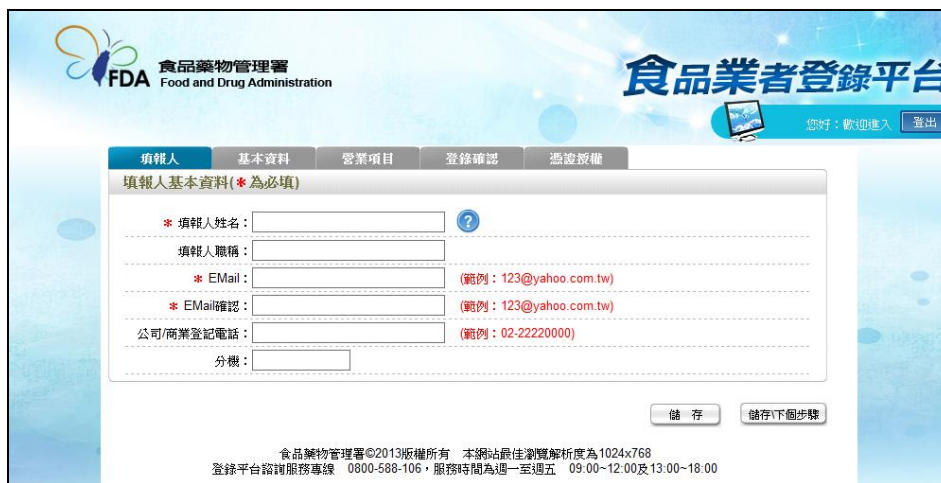 FDA 食品藥物管理署
Food and Drug Administration
食品業者登錄平台
您好：歡迎進入 登出
填報人 基本資料 營業項目 登錄確認 憑證授權
填報人基本資料(*為必填)
* 填報人姓名： ?
填報人職稱：
* EMail： (範例：123@yahoo.com.tw)
* EMail確認： (範例：123@yahoo.com.tw)
公司/商業登記電話： (範例：02-22220000)
分機：
儲 存 儲存\下個步驟
食品藥物管理署©2013版權所有 本網站最佳瀏覽解析度為1024x768
登錄平台諮詢服務專線 0800-588-106，服務時間為週一至週五 09:00~12:00及13:00~18:00